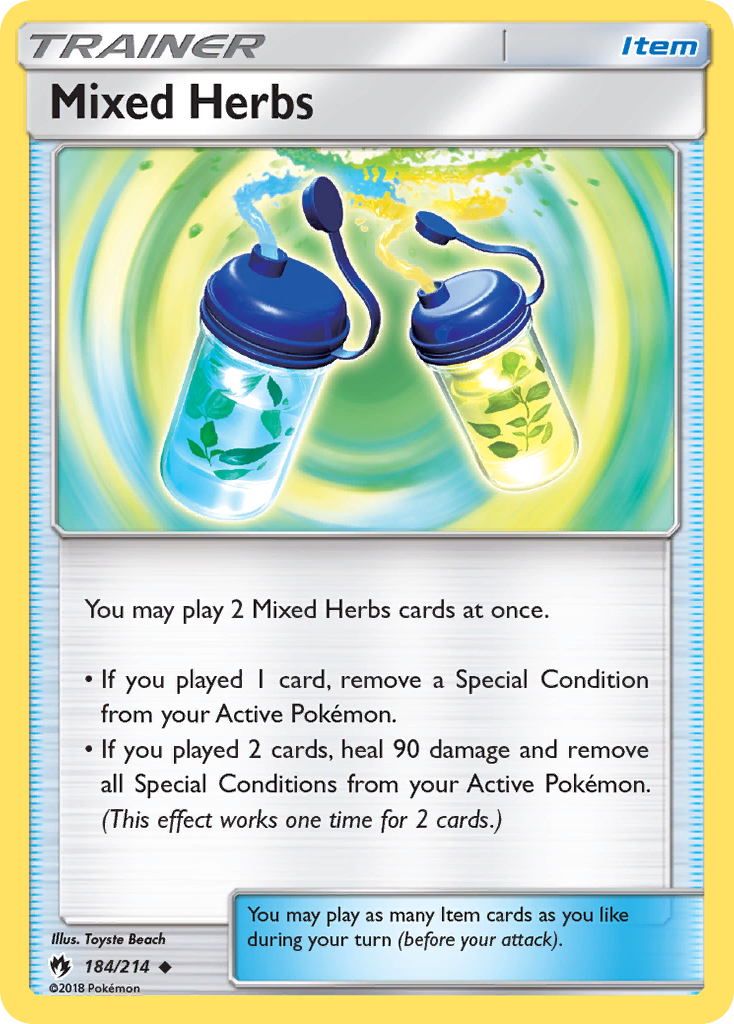 TRAINER
Item
Mixed Herbs
You may play 2 Mixed Herbs cards at once.
• If you played 1 card, remove a Special Condition
from your Active Pokémon.
• If you played 2 cards, heal 90 damage and remove
all Special Conditions from your Active Pokémon.
(This effect works one time for 2 cards.)
You may play as many Item cards as you like
during your turn (before your attack).
Illus. Toyste Beach
184/214
©2018 Pokémon